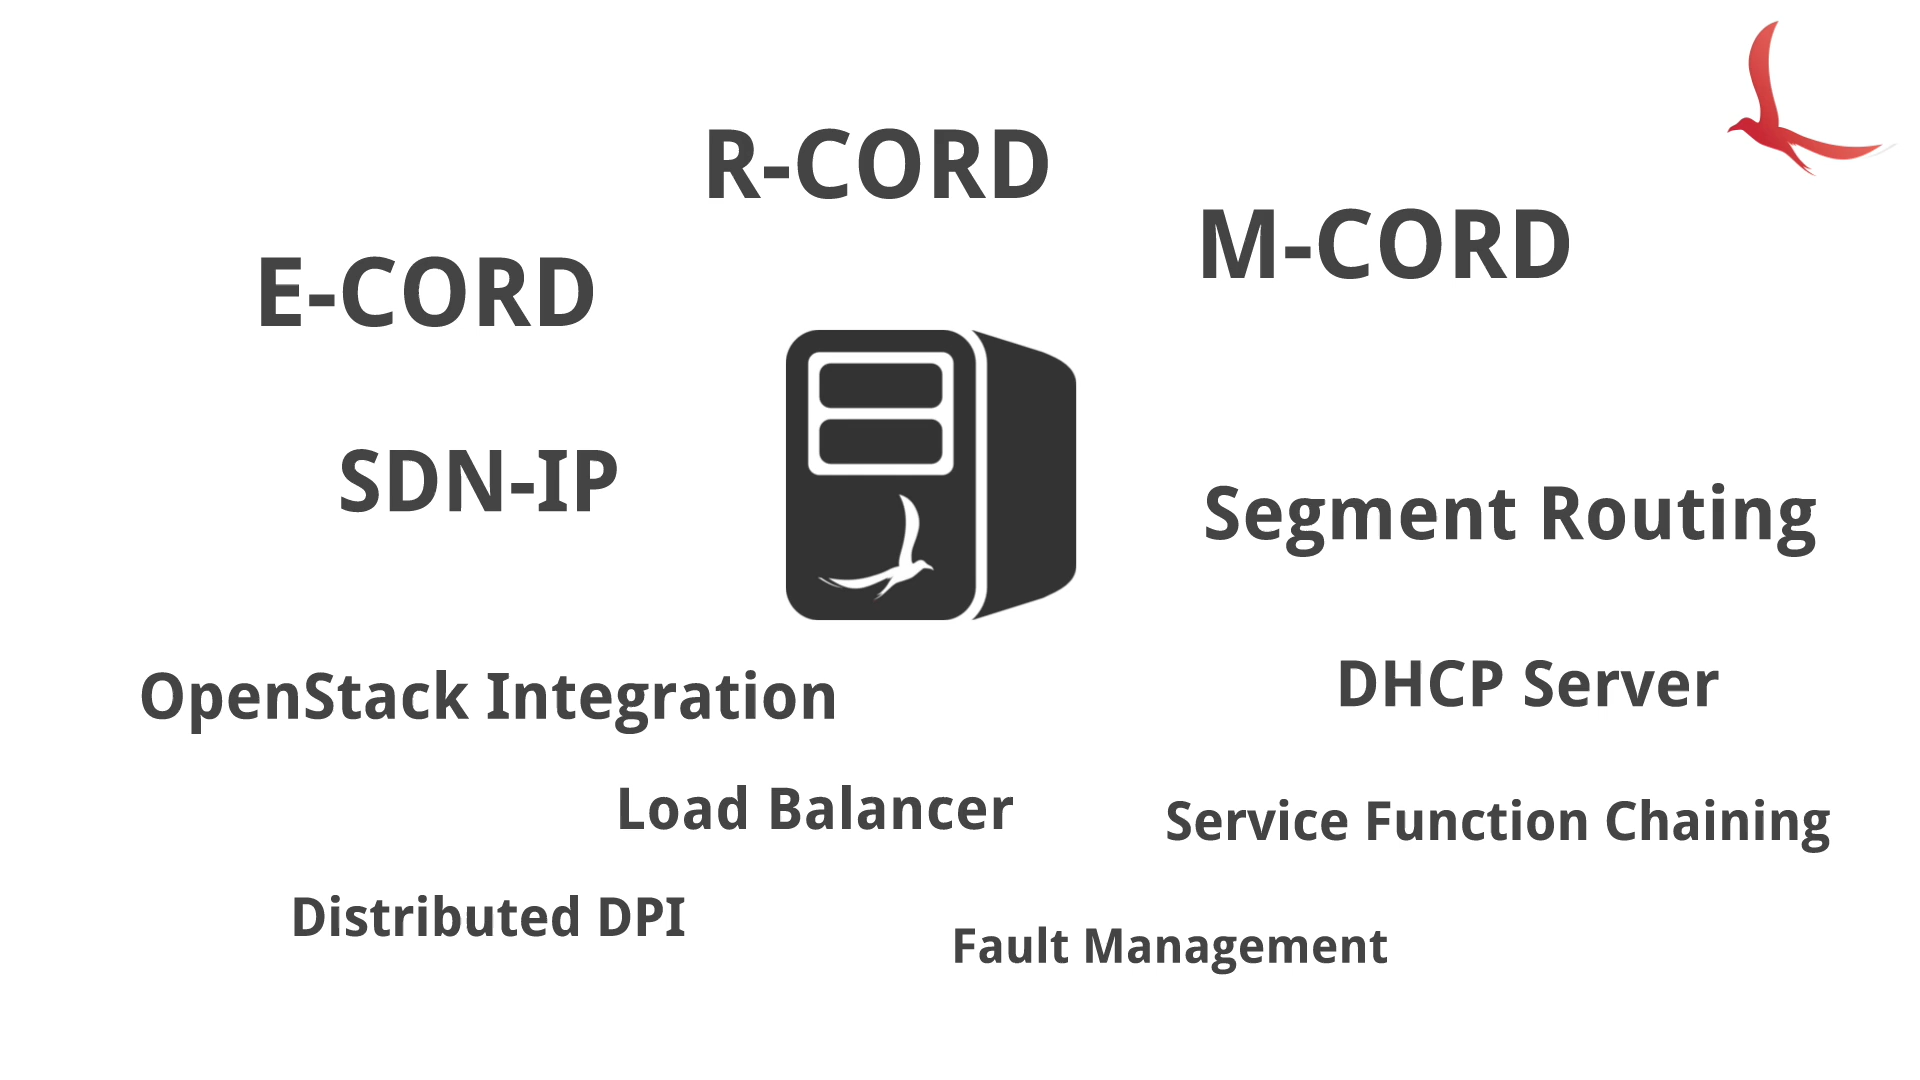 R-CORD
M-CORD
E-CORD
SDN-IP
Segment Routing
OpenStack Integration
DHCP Server
Load Balancer
Service Function Chaining
Distributed DPI
Fault Management